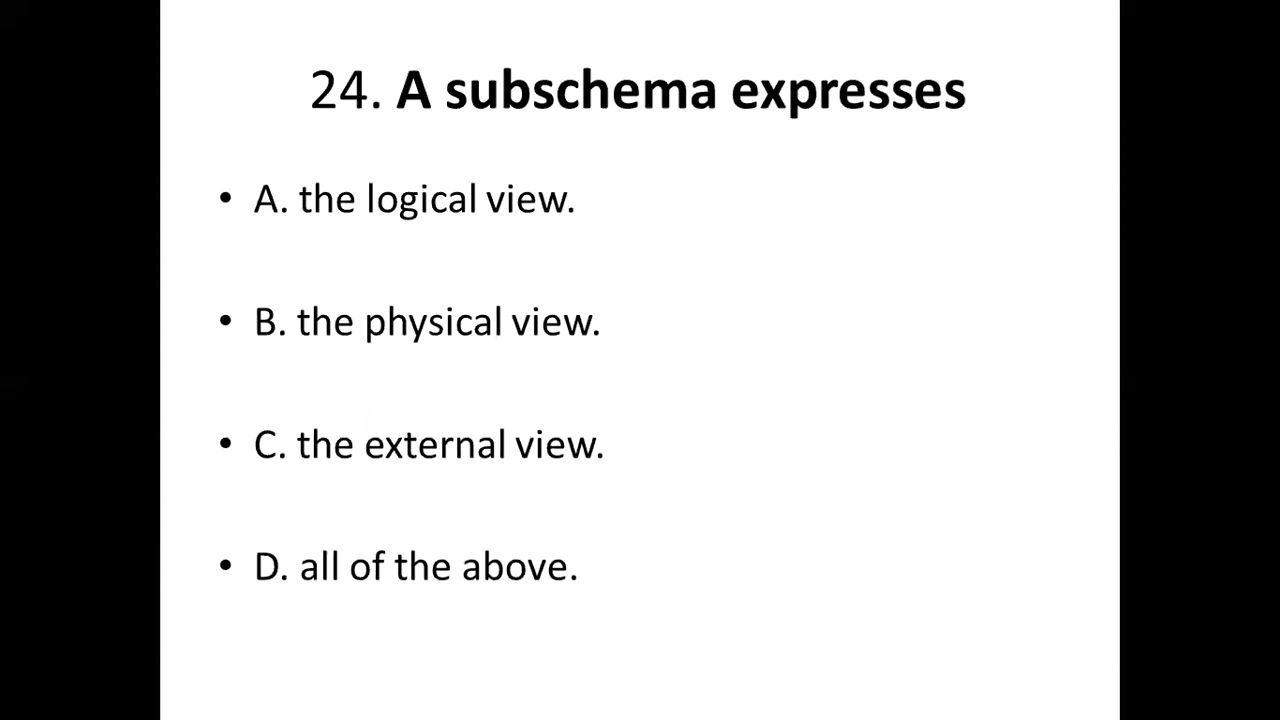 24. A subschema expresses
• A. the logical view.
• B. the physical view.
• C. the external view.
• D. all of the above.